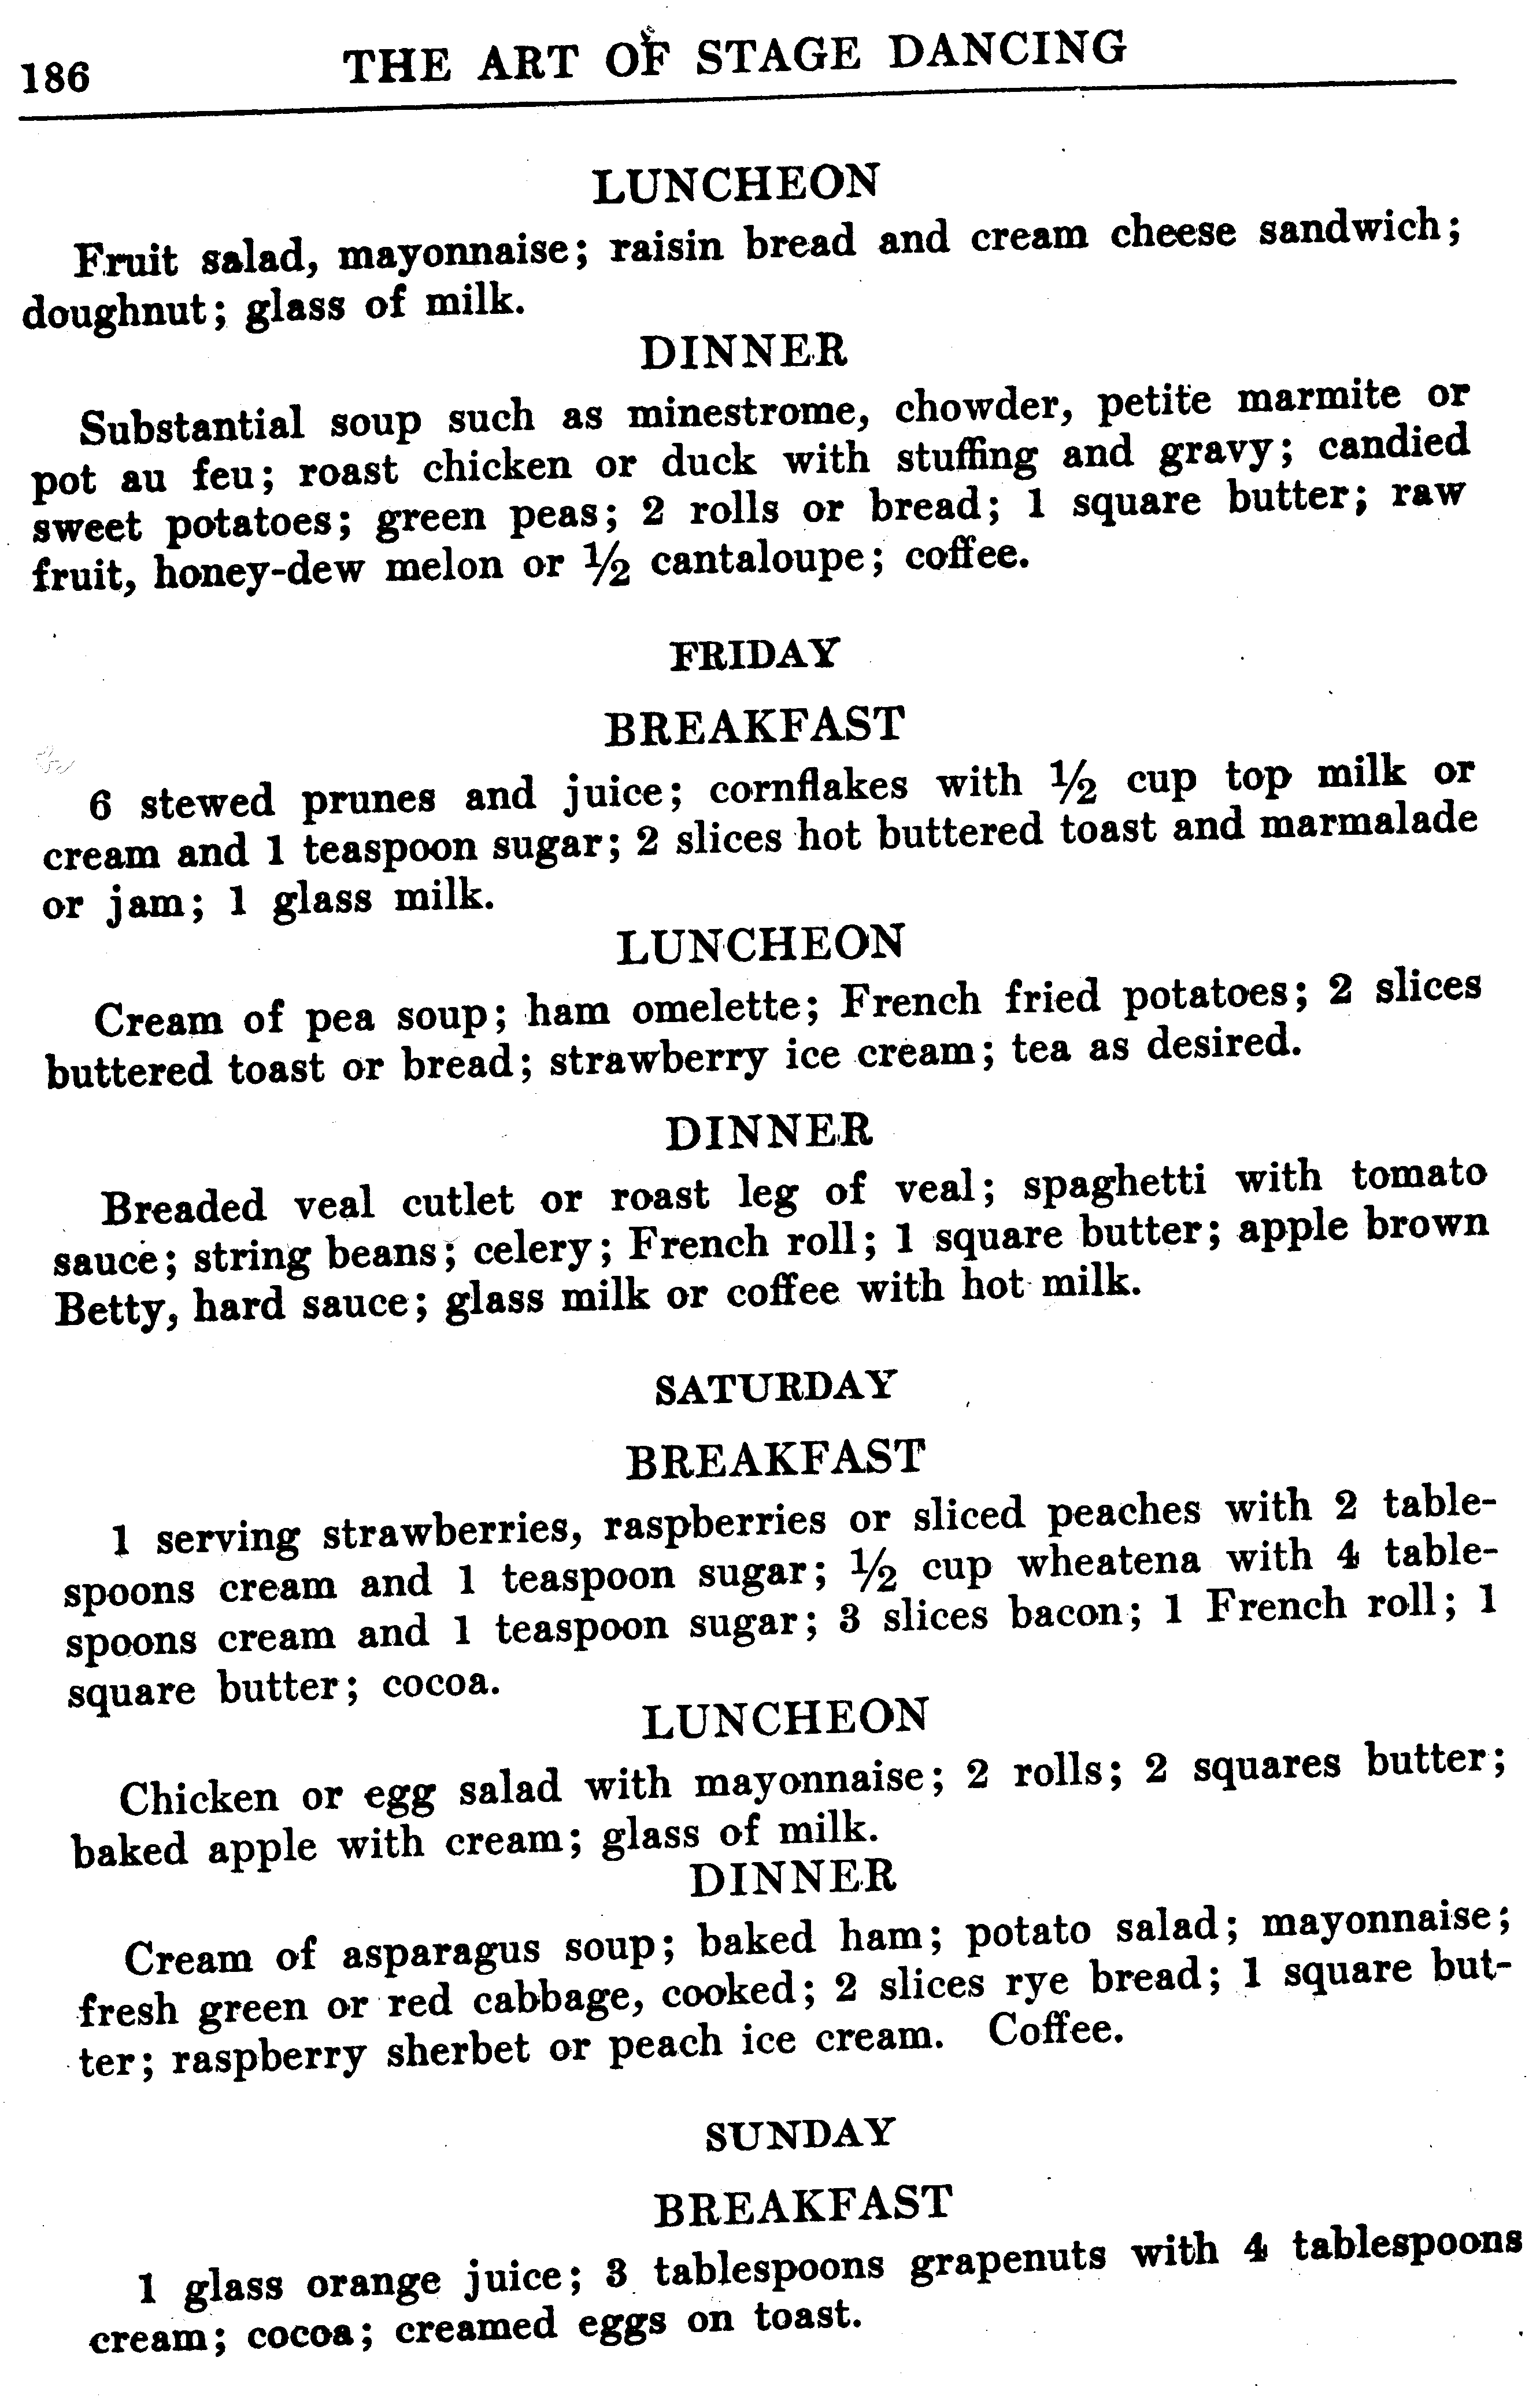 186 THE ART OF STAGE DANCING
LUNCHEON
Fruit salad, mayonnaise; raisin bread and cream cheese sandwich;
doughnut; glass of milk.
DINNER
Substantial soup such as minestrome, chowder, petite marmite or
pot au feu; roast chicken or duck with stuffing and gravy; candied
sweet potatoes; green peas; 2 rolls or bread; 1 square butter; raw
fruit, honey-dew melon or ½ cantaloupe; coffee.
FRIDAY
BREAKFAST
6 stewed prunes and juice; cornflakes with ½ cup top milk or
cream and 1 teaspoon sugar; 2 slices hot buttered toast and marmalade
or jam; 1 glass milk.
LUNCHEON
Cream of pea soup; ham omelette; French fried potatoes; 2 slices
buttered toast or bread; strawberry ice cream; tea as desired.
DINNER
Breaded veal cutlet or roast leg of veal; spaghetti with tomato
sauce; string beans; celery; French roll; 1 square butter; apple brown
Betty, hard sauce; glass milk or coffee with hot milk.
SATURDAY
BREAKFAST
1 serving strawberries, raspberries or sliced peaches with 2 table-
spoons cream and 1 teaspoon sugar; ½ cup wheatena with 4 table-
spoons cream and 1 teaspoon sugar; 3 slices bacon; 1 French roll; 1
square butter; cocoa.
LUNCHEON
Chicken or egg salad with mayonnaise; 2 rolls; 2 squares butter;
baked apple with cream; glass of milk.
DINNER
Cream of asparagus soup; baked ham; potato salad; mayonnaise;
fresh green or red cabbage, cooked; 2 slices rye bread; 1 square but-
ter; raspberry sherbet or peach ice cream. Coffee.
SUNDAY
BREAKFAST
1 glass orange juice; 3 tablespoons grapenuts with 4 tablespoons
cream; cocoa; creamed eggs on toast.